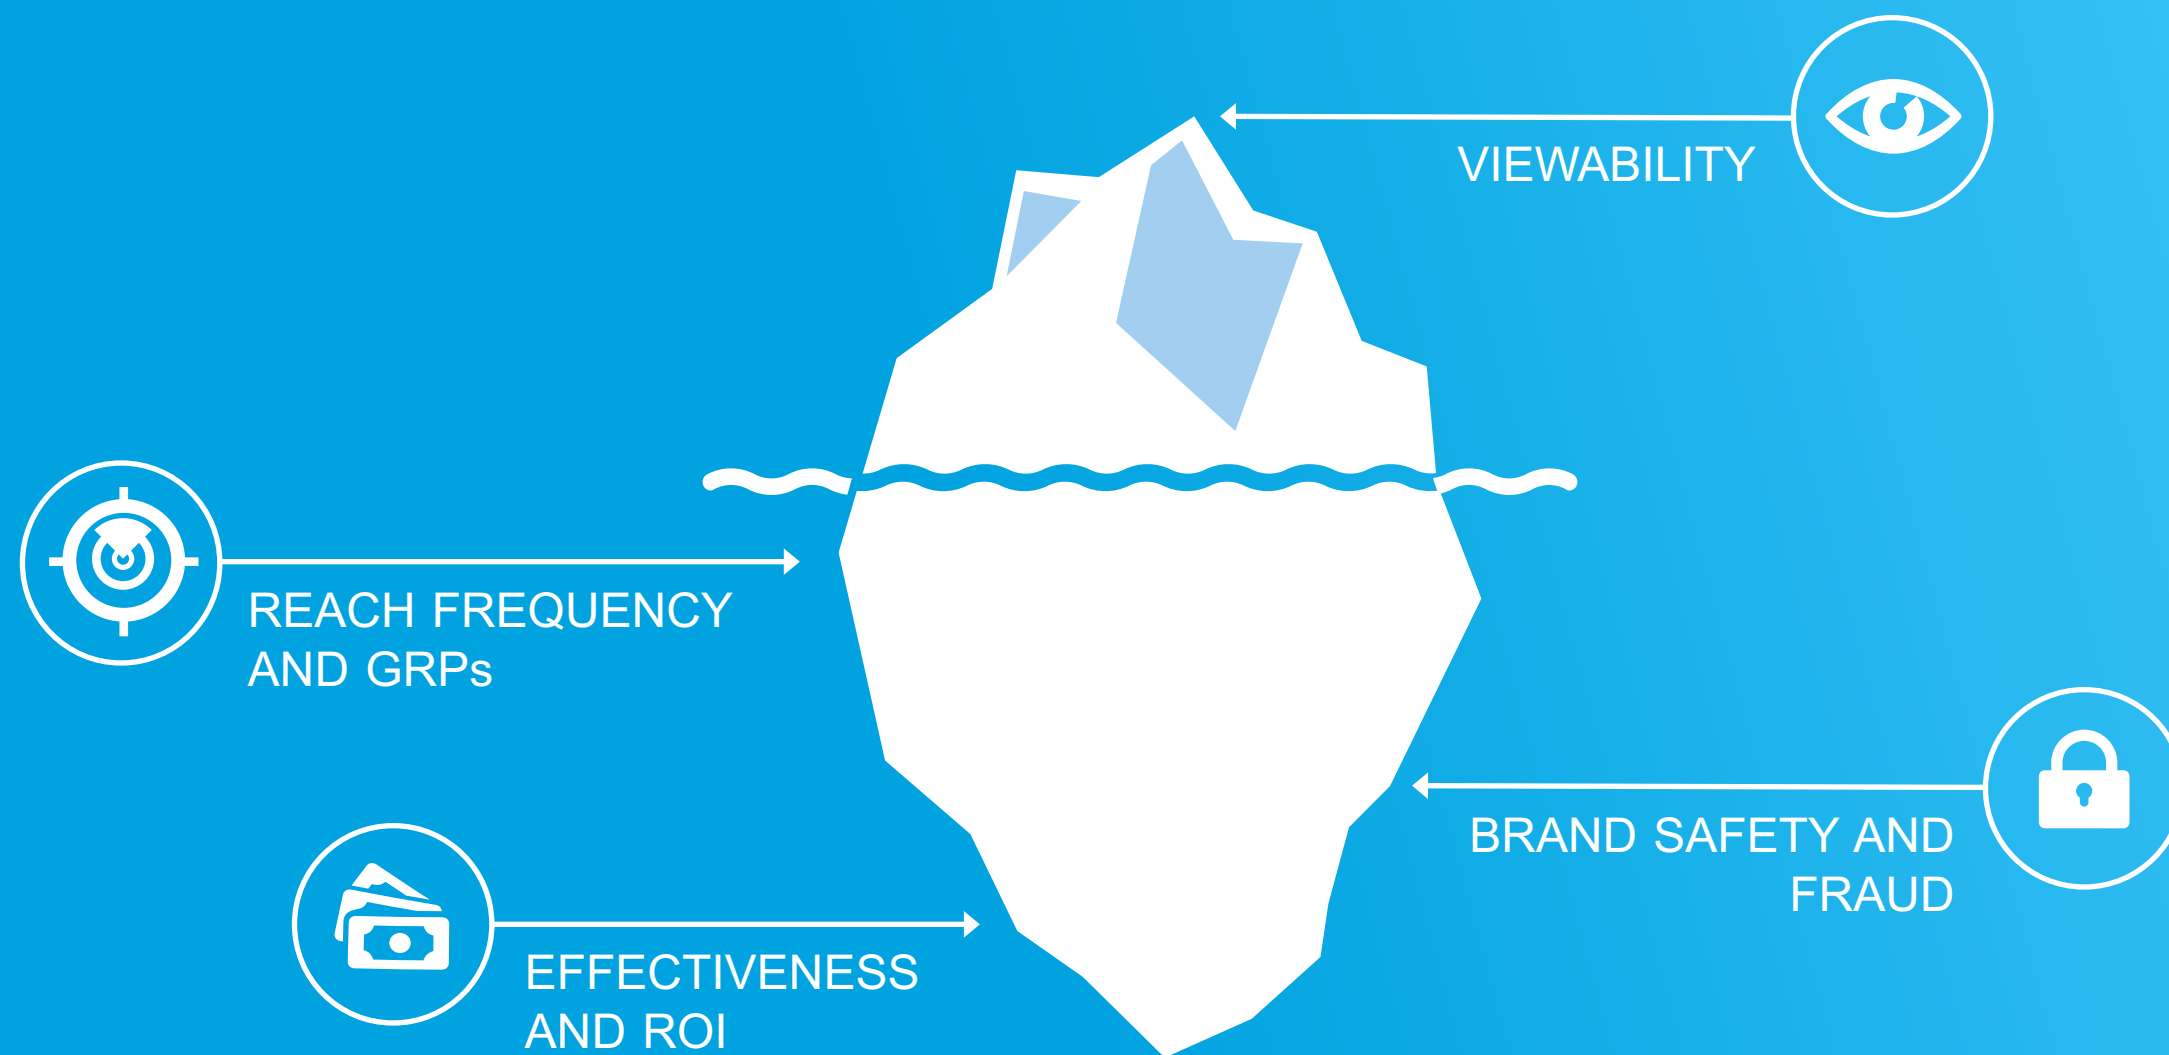 VIEWABILITY
REACH FREQUENCY
AND GRPs
BRAND SAFETY AND
FRAUD
EFFECTIVENESS
AND ROI